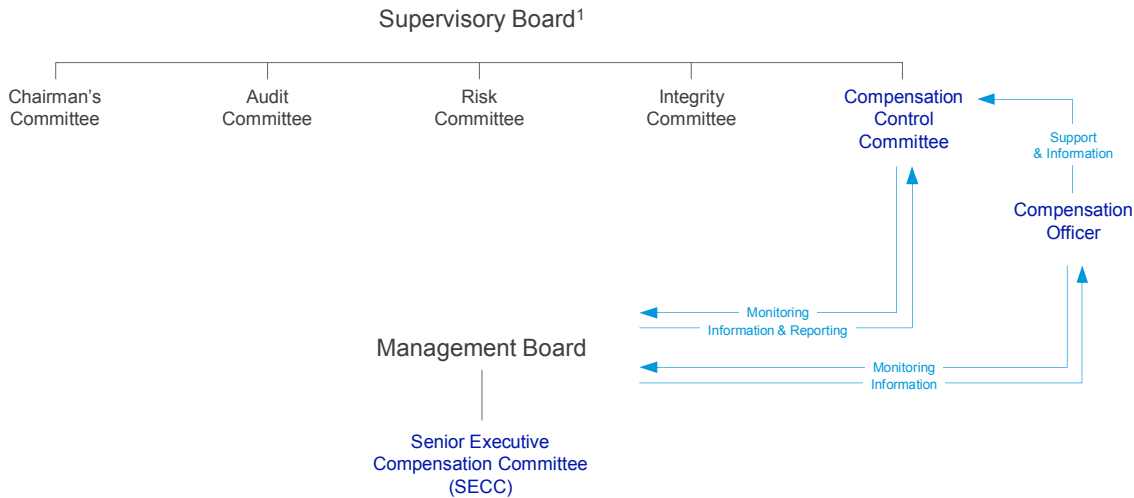 Supervisory Board1
Chairman's
Committee
Audit
Committee
Risk
Committee
Integrity
Committee
Compensation
Control
Committee
Support
& Information
Compensation
Officer
Monitoring
Information & Reporting
Management Board
Monitoring
Information
Senior Executive
Compensation Committee
(SECC)